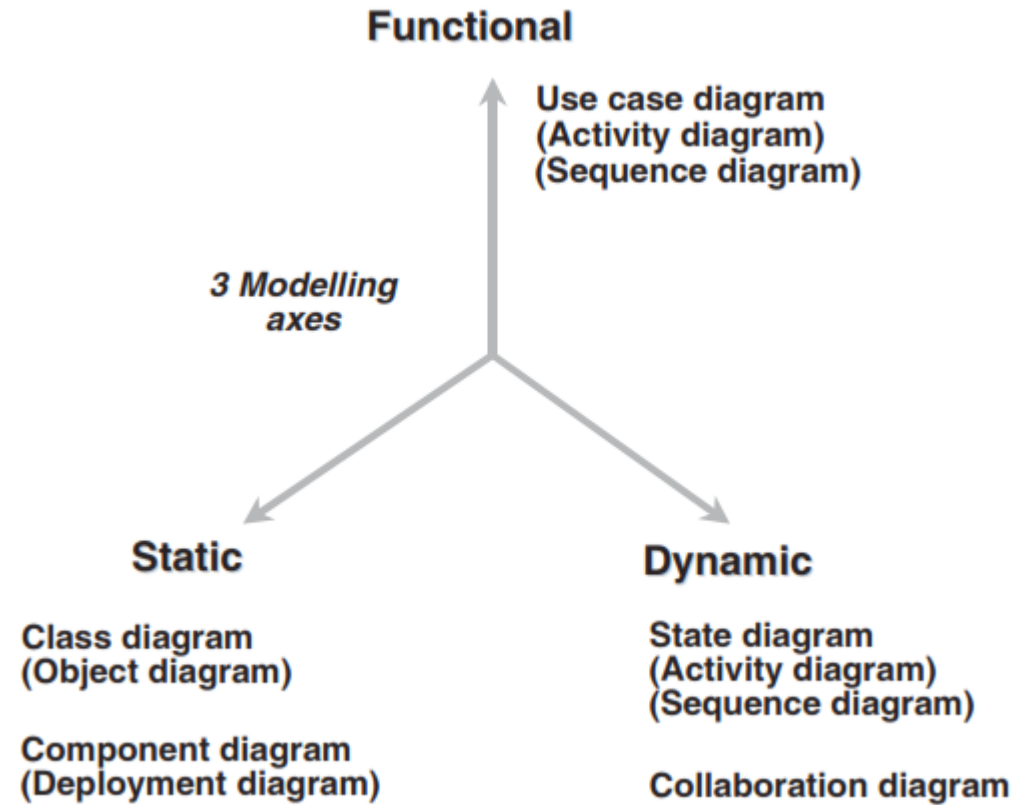 Functional
Use case diagram
(Activity diagram)
(Sequence diagram)
3 Modelling
axes
Static
Class diagram
(Object diagram)
Component diagram
(Deployment diagram)
Dynamic
State diagram
(Activity diagram)
(Sequence diagram)
Collaboration diagram